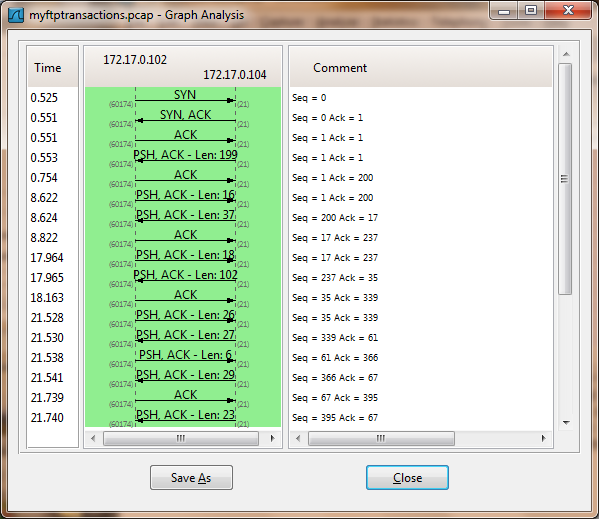 myftptransactions.pcap - Graph Analysis
Time 172.17.0.102 172.17.0.104 Comment
0.525 (60174) SYN (21) Seq = 0
0.551 (60174) SYN, ACK (21) Seq = 0 Ack = 1
0.551 (60174) ACK (21) Seq = 1 Ack = 1
0.553 (60174) PSH, ACK - Len: 199 (21) Seq = 1 Ack = 1
0.754 (60174) ACK (21) Seq = 1 Ack = 200
8.622 (60174) PSH, ACK - Len: 16 (21) Seq = 1 Ack = 200
8.624 (60174) PSH, ACK - Len: 37 (21) Seq = 200 Ack = 17
8.822 (60174) ACK (21) Seq = 17 Ack = 237
17.964 (60174) PSH, ACK - Len: 18 (21) Seq = 17 Ack = 237
17.965 (60174) PSH, ACK - Len: 102 (21) Seq = 237 Ack = 35
18.163 (60174) ACK (21) Seq = 35 Ack = 339
21.528 (60174) PSH, ACK - Len: 26 (21) Seq = 35 Ack = 339
21.530 (60174) PSH, ACK - Len: 27 (21) Seq = 339 Ack = 61
21.538 (60174) PSH, ACK - Len: 6 (21) Seq = 61 Ack = 366
21.541 (60174) PSH, ACK - Len: 29 (21) Seq = 366 Ack = 67
21.739 (60174) ACK (21) Seq = 67 Ack = 395
21.740 (60174) PSH, ACK - Len: 23 (21) Seq = 395 Ack = 67
Save As Close